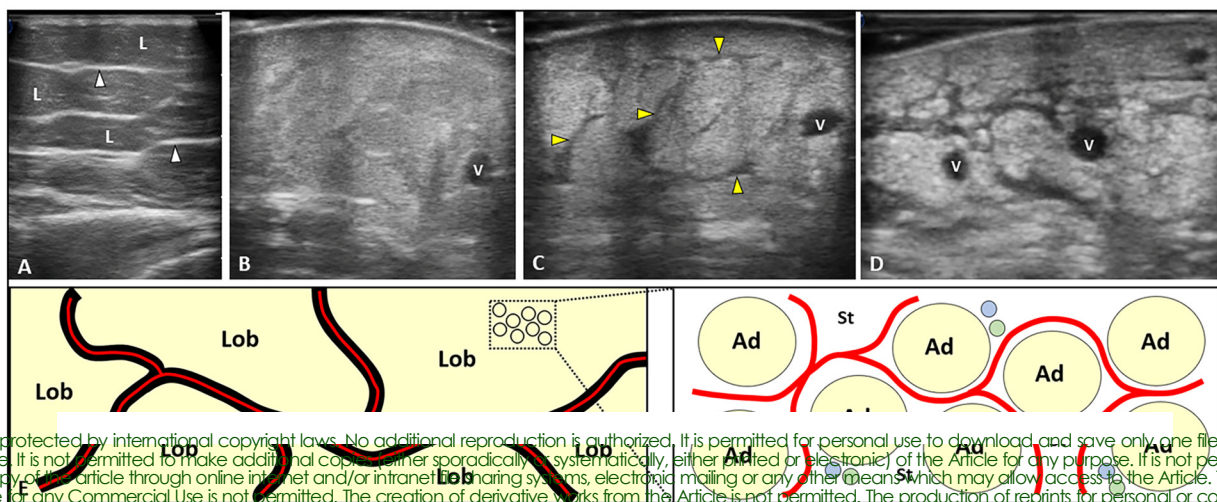 L
L
L
A
V
B
V
C
V
V
D
Lob
Lob
Lob
Lob
Lob
Lob
E
St
Ad
Ad
Ad
Ad
Ad
Ad
Ad
Ad
St
protected by international copyright laws. No additional reproduction is authorized. It is permitted for personal use to download and save only one file
e. It is not permitted to make additional copies (either sporadically or systematically, either printed or electronic) of the Article for any purpose. It is not pe
py of the article through online internet and/or intranet file sharing systems, electronic mailing or any other means which may allow access to the Article.
or any Commercial Use is not permitted. The creation of derivative works from the Article is not permitted. The production of reprints for personal or co